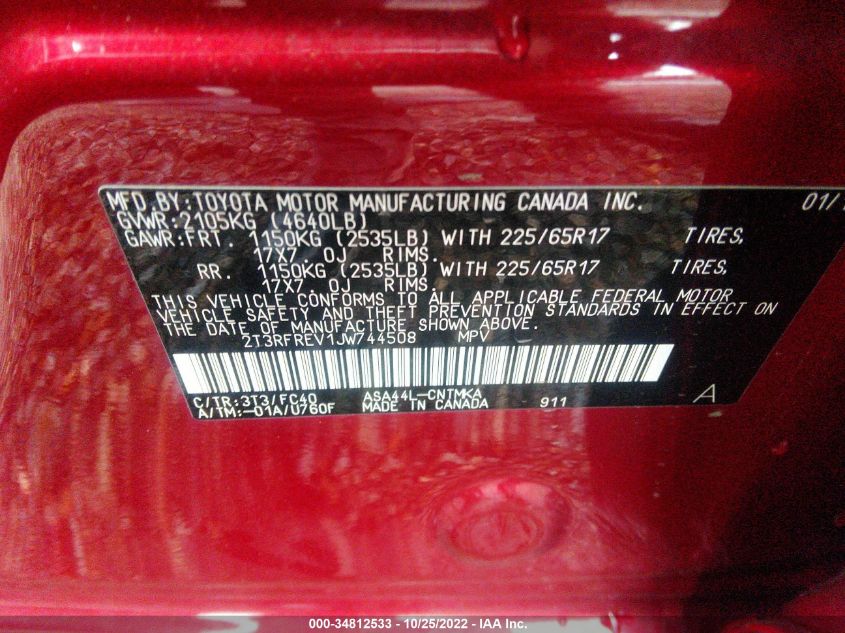 MFD.BY:TOYOTA MOTOR MANUFACTURING CANADA INC. 01/
GVWR:2105KG (4640LB)
GAWR:FRT. 1150KG (2535LB) WITH 225/65R17 TIRES,
17X7 0J RIMS.
RR. 1150KG (2535LB) WITH 225/65R17 TIRES,
17X7 0J RIMS.
THIS VEHICLE CONFORMS TO ALL APPLICABLE FEDERAL MOTOR
VEHICLE SAFETY AND THEFT PREVENTION STANDARDS IN EFFECT ON
THE DATE OF MANUFACTURE SHOWN ABOVE.
2T3RFREV1JW744508 MPV
C/TR:3T3/FC40 ASA44L-CNTMKA
A/TM:-01A/U760F MADE IN CANADA 911 A
000-34812533 - 10/25/2022 - IAA Inc.